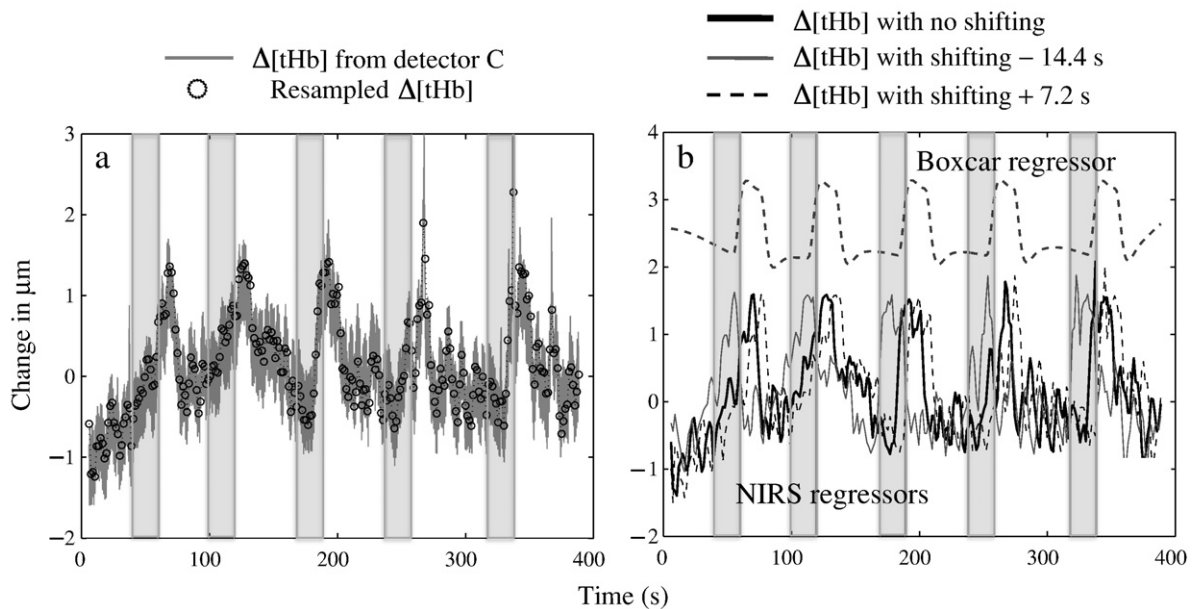 Δ[tHb] from detector C
Resampled Δ[tHb]
Δ[tHb] with no shifting
Δ[tHb] with shifting − 14.4 s
Δ[tHb] with shifting + 7.2 s
a
3
2
1
0
−1
−2
0
100
200
300
400
Change in μm
b
Boxcar regressor
NIRS regressors
4
3
2
1
0
−1
−2
0
100
200
300
400
Time (s)